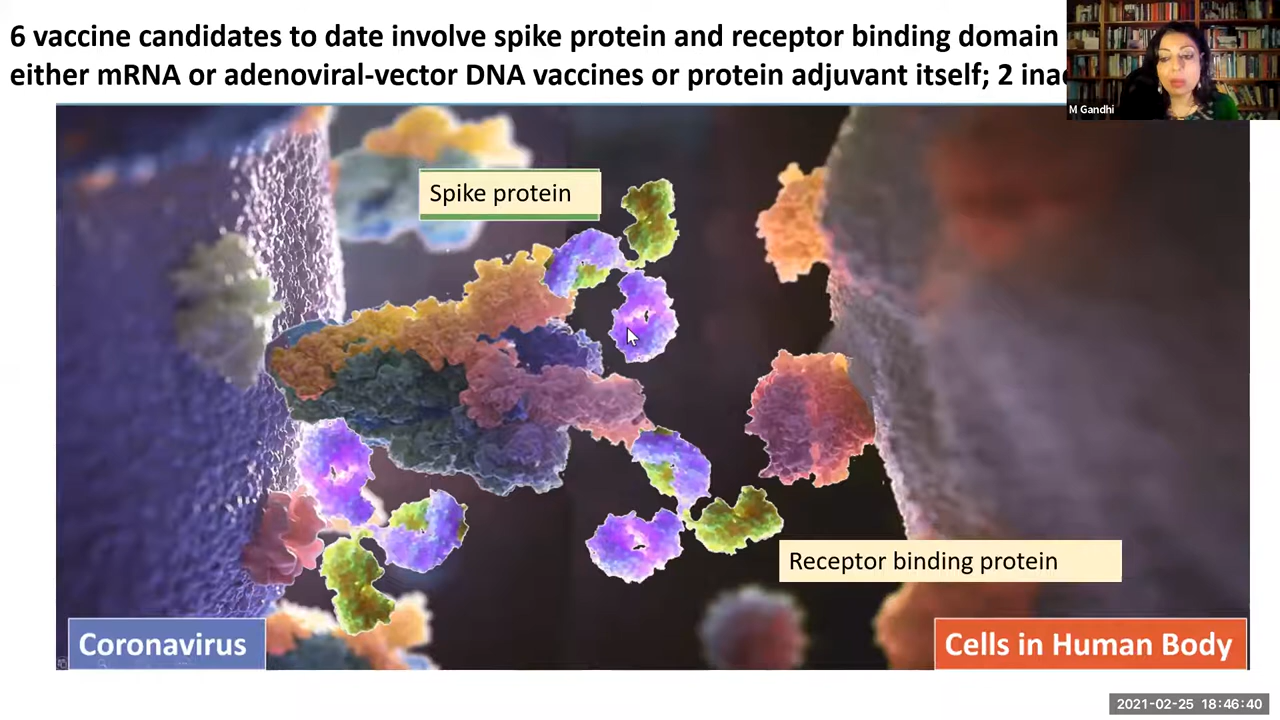 6 vaccine candidates to date involve spike protein and receptor binding domain
either mRNA or adenoviral-vector DNA vaccines or protein adjuvant itself; 2
M Gandhi
Spike protein
Receptor binding protein
Coronavirus
Cells in Human Body
2021-02-25 18:46:40